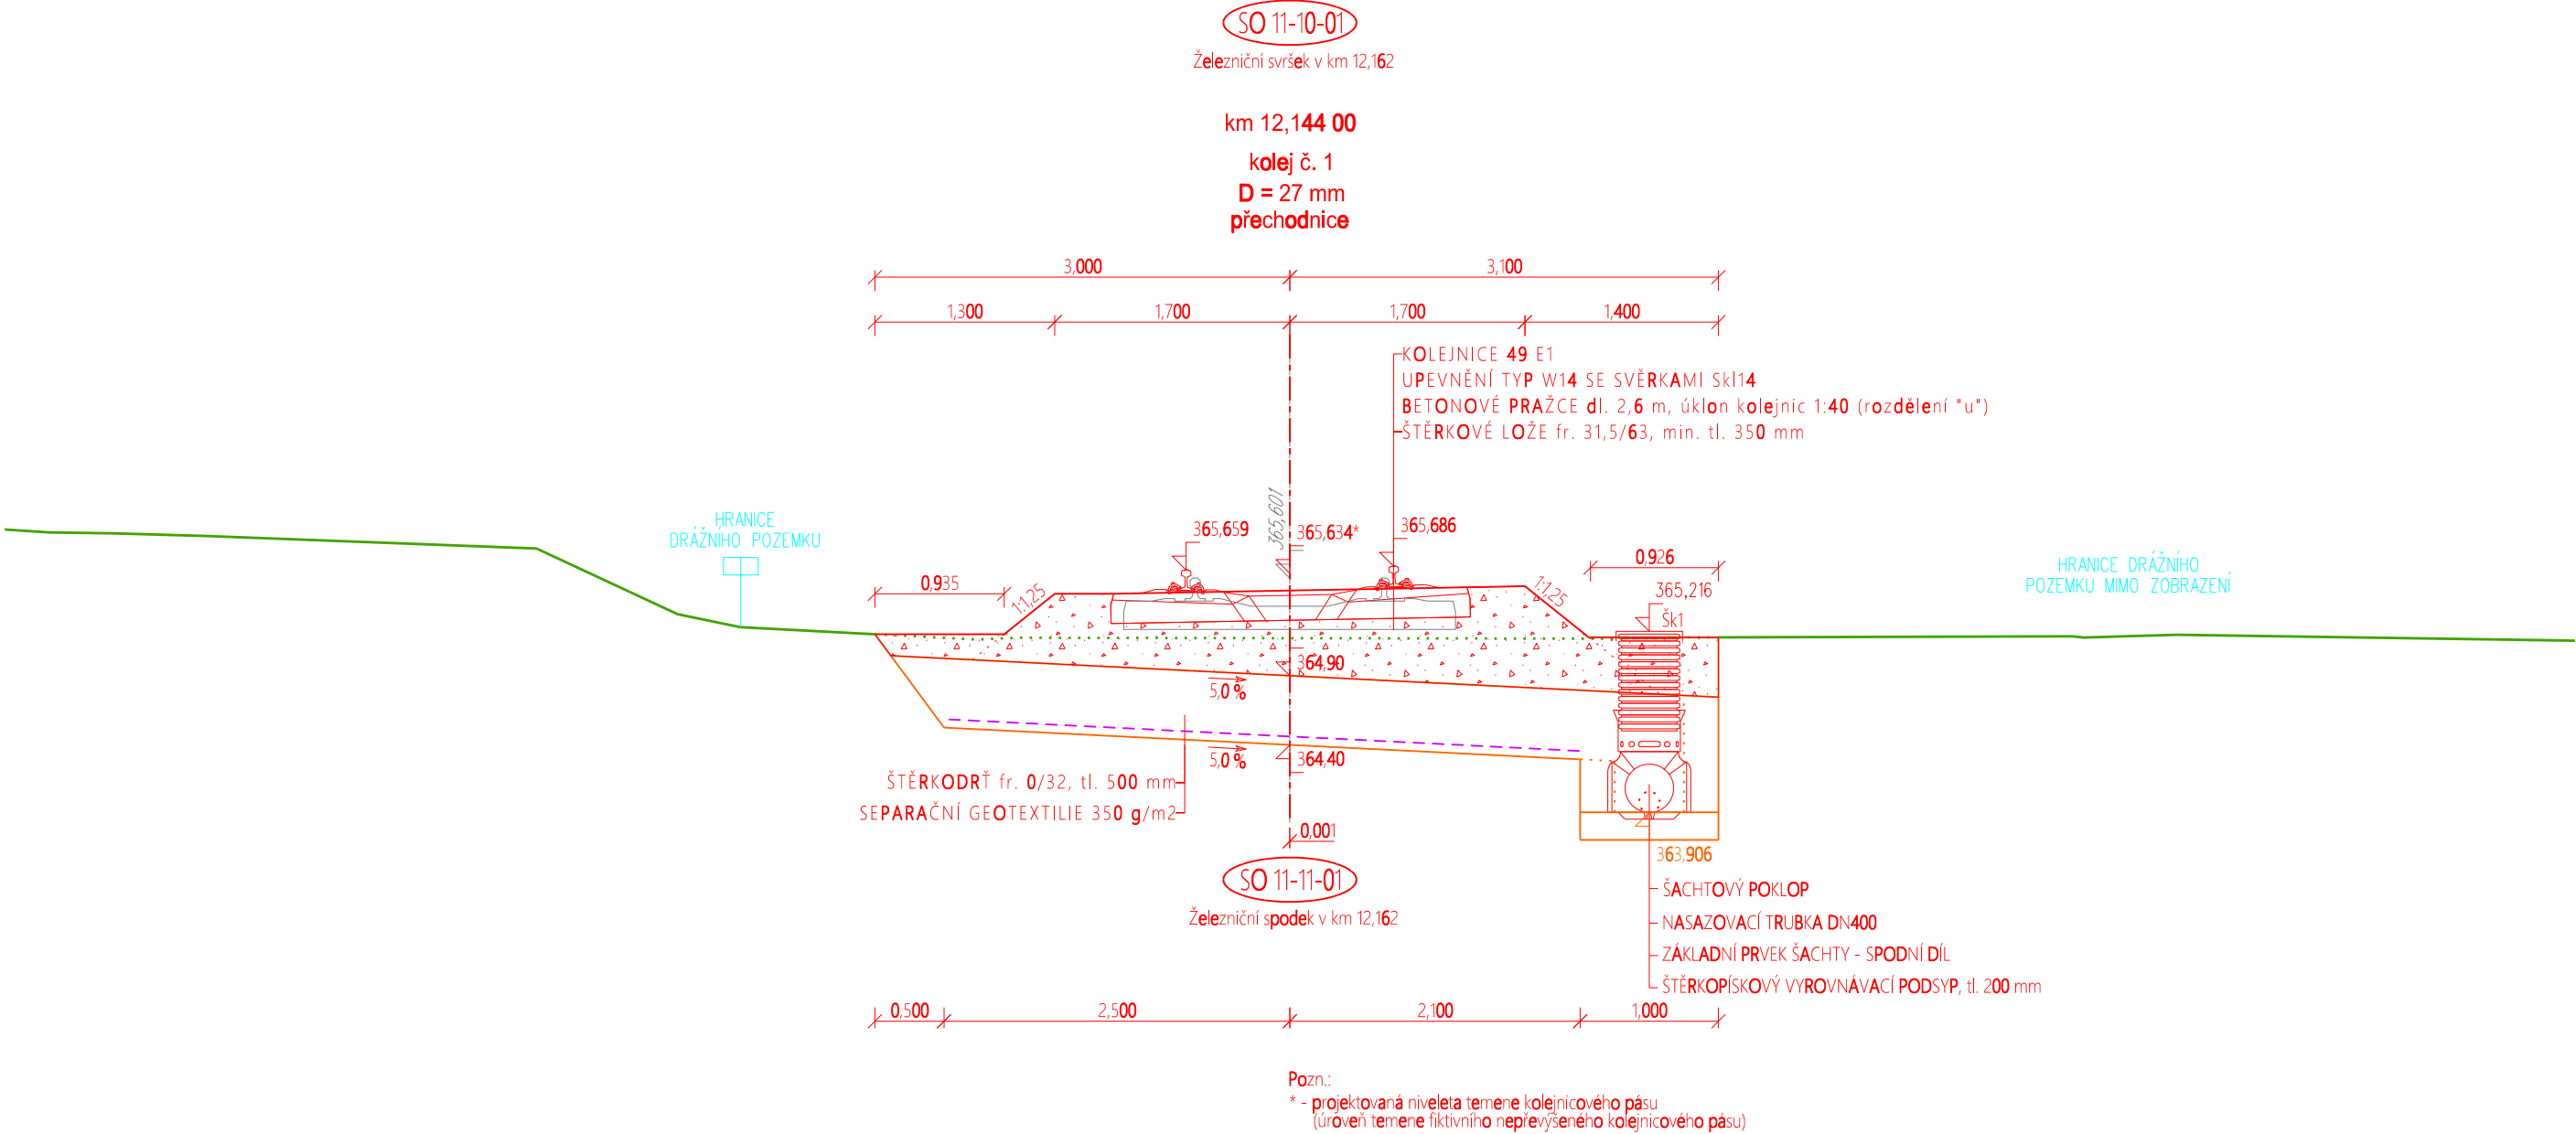 SO 11-10-01
Železniční svršek v km 12,162
km 12,144 00
kolej č. 1
D = 27 mm
přechodnice
3,000
3,100
1,300
1,700
1,700
1,400
KOLEJNICE 49 E1
UPEVNĚNÍ TYP W14 SE SVĚRKAMI Skl14
BETONOVÉ PRAŽCE dl. 2,6 m, úklon kolejnic 1:40 (rozdělení "u")
ŠTĚRKOVÉ LOŽE fr. 31,5/63, min. tl. 350 mm
HRANICE
DRÁŽNÍHO POZEMKU
365,659
365,601
365,634*
365,686
0,926
HRANICE DRÁŽNÍHO
POZEMKU MIMO ZOBRAZENÍ
0,935
1:1,25
1:1,25
365,216
Šk1
364,90
5,0 %
5,0 %
364,40
ŠTĚRKODRŤ fr. 0/32, tl. 500 mm
SEPARAČNÍ GEOTEXTILIE 350 g/m2
0,001
363,906
SO 11-11-01
Železniční spodek v km 12,162
ŠACHTOVÝ POKLOP
NASAZOVACÍ TRUBKA DN400
ZÁKLADNÍ PRVEK ŠACHTY - SPODNÍ DÍL
ŠTĚRKOPÍSKOVÝ VYROVNÁVACÍ PODSYP, tl. 200 mm
0,500
2,500
2,100
1,000
Pozn.:
* - projektovaná niveleta temene kolejnicového pásu
(úroveň temene fiktivního nepřevýšeného kolejnicového pásu)